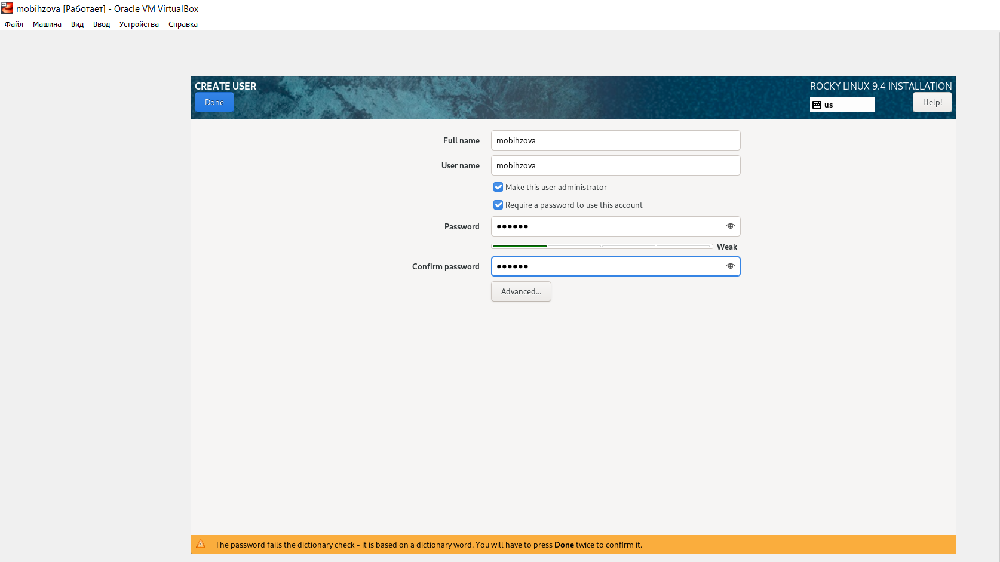 mobihzova [Работает] - Oracle VM VirtualBox
Файл Машина Вид Ввод Устройства Справка
CREATE USER
ROCKY LINUX 9.4 INSTALLATION
Done
us
Help!
Full name
mobihzova
User name
mobihzova
Make this user administrator
Require a password to use this account
Password
●●●●●●
Weak
Confirm password
●●●●●●
Advanced...
The password fails the dictionary check - it is based on a dictionary word. You will have to press Done twice to confirm it.